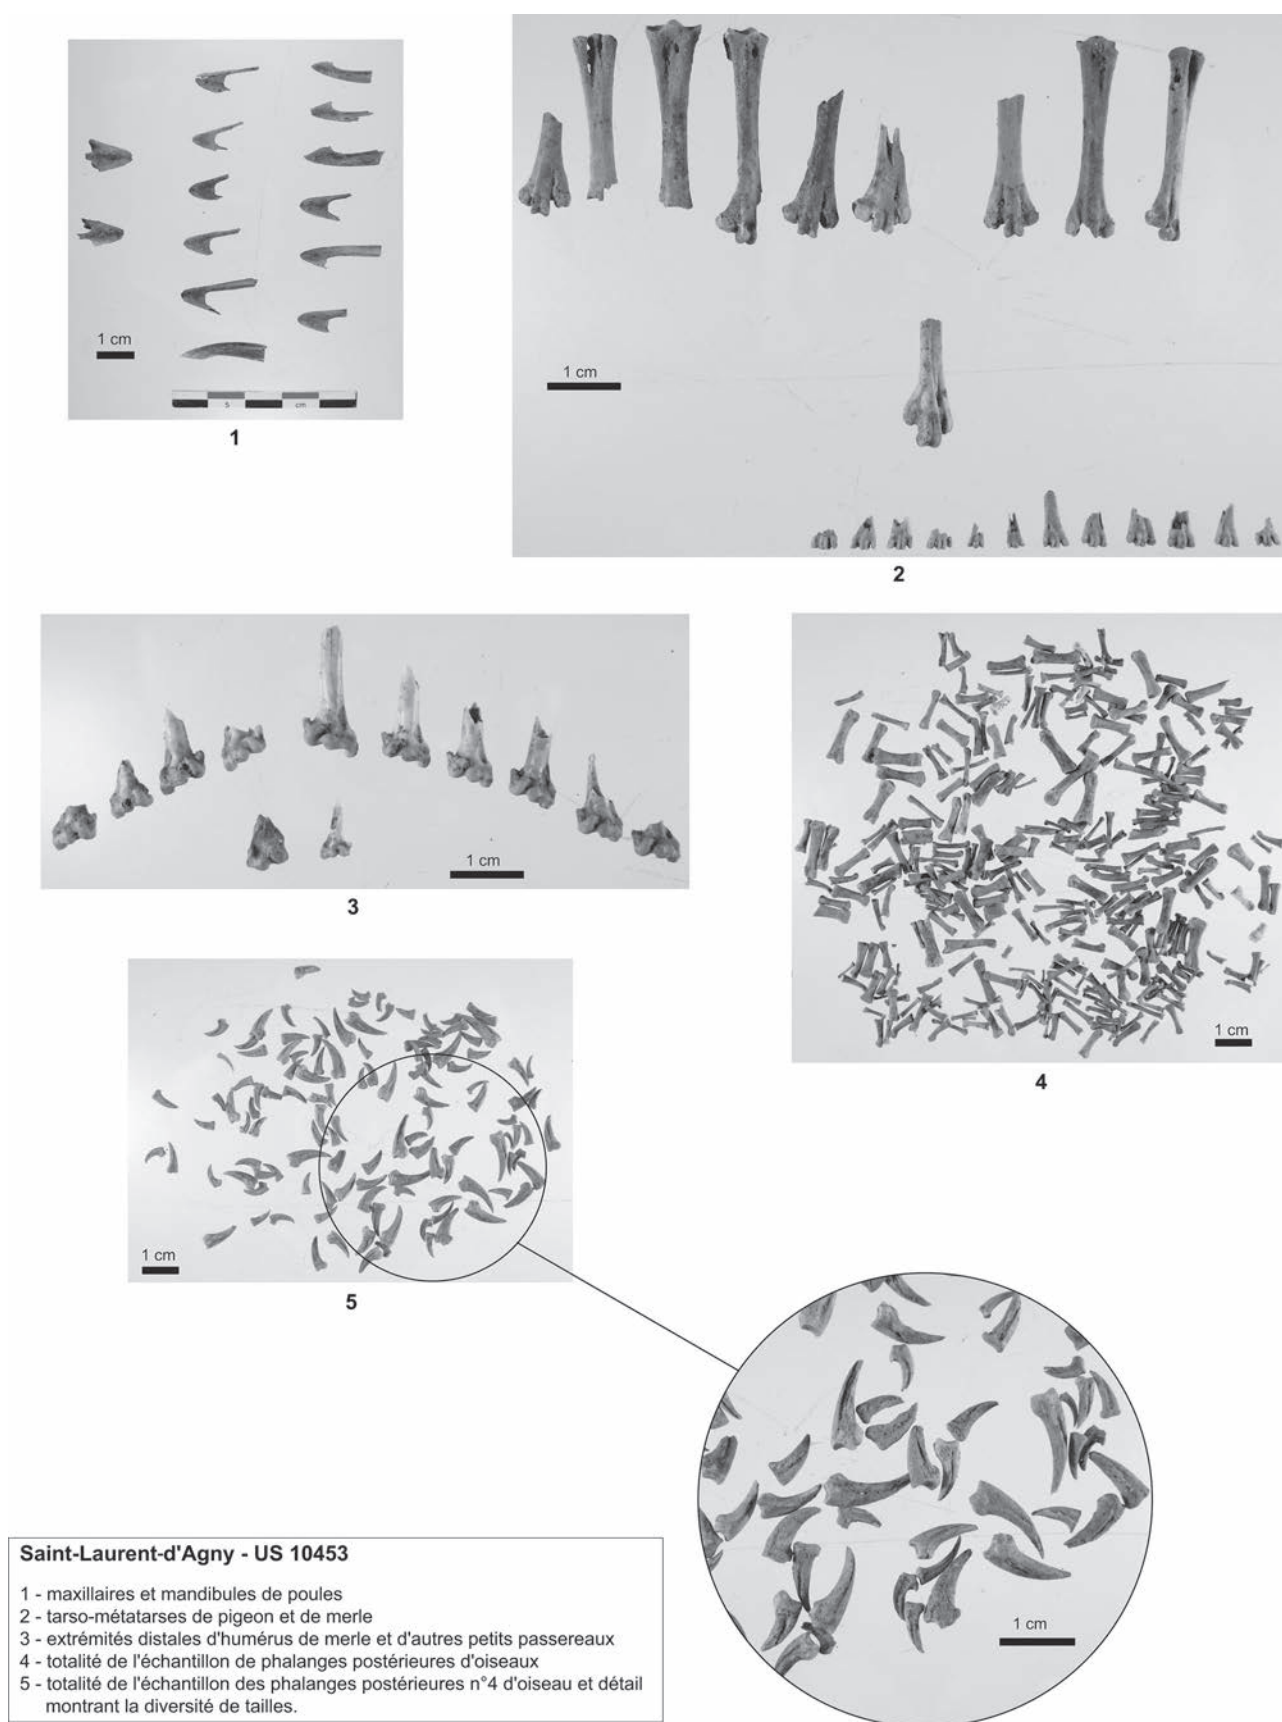 1 cm
5
cm
1
1 cm
2
1 cm
3
1 cm
4
1 cm
5
1 cm
Saint-Laurent-d'Agny - US 10453
1 - maxillaires et mandibules de poules
2 - tarso-métatarses de pigeon et de merle
3 - extrémités distales d'humérus de merle et d'autres petits passereaux
4 - totalité de l'échantillon de phalanges postérieures d'oiseaux
5 - totalité de l'échantillon des phalanges postérieures n°4 d'oiseau et détail
montrant la diversité de tailles.